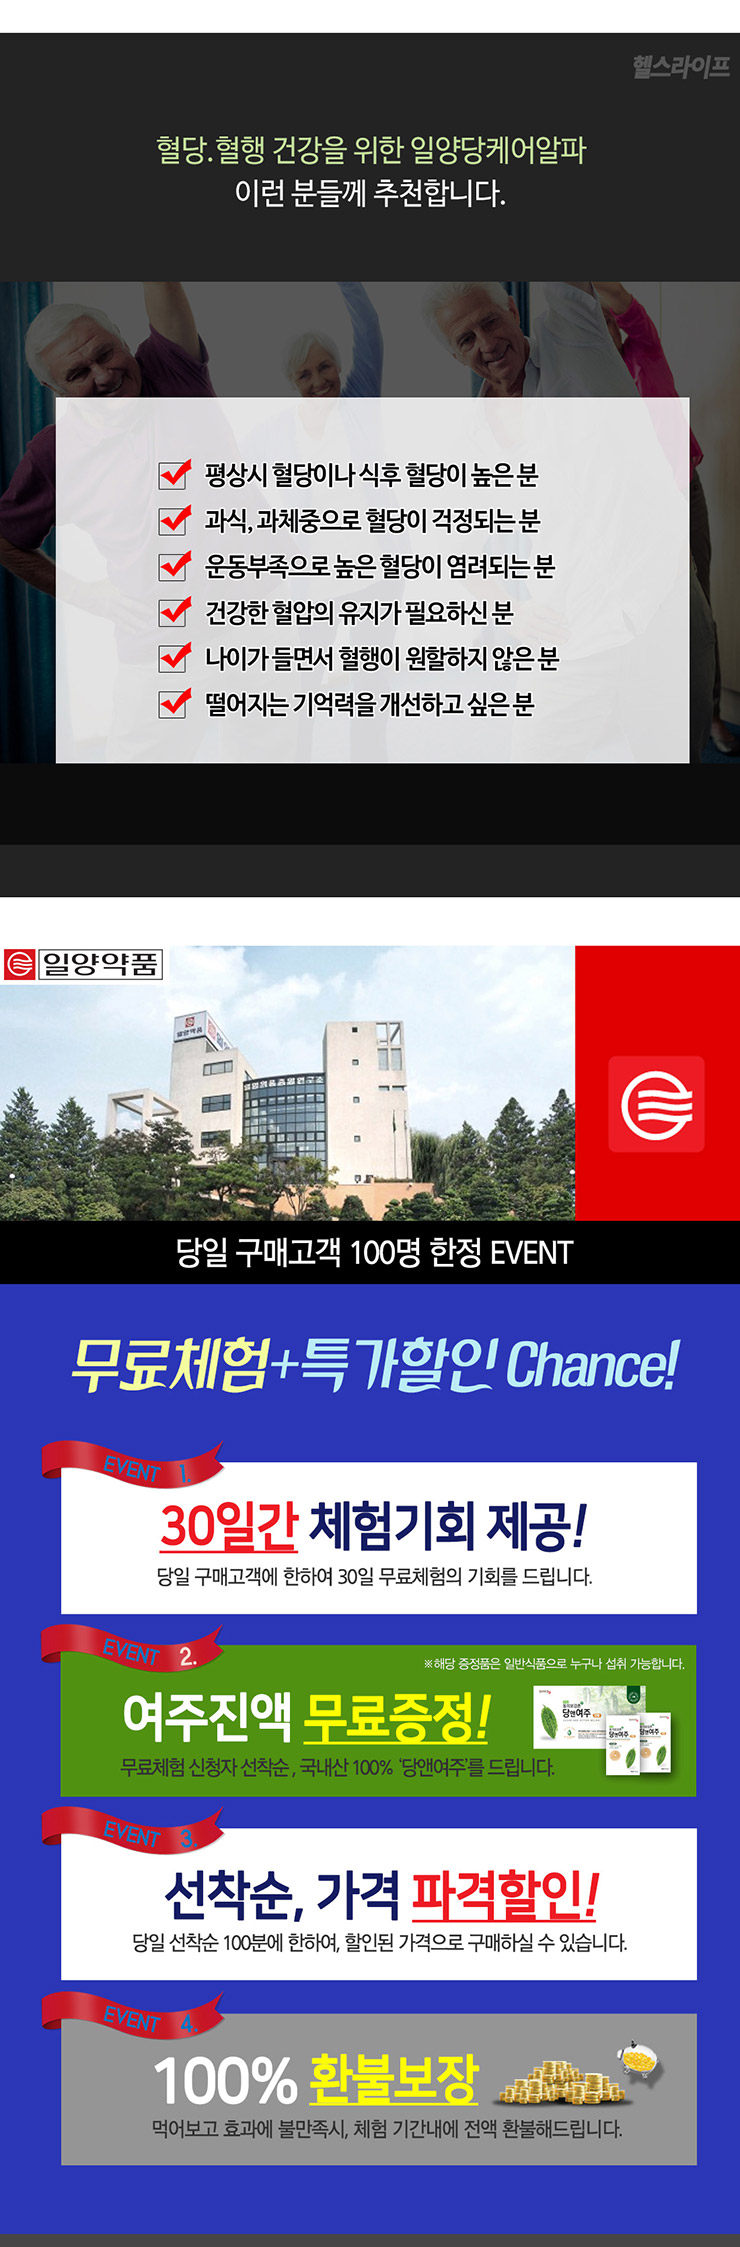 헬스라이프
혈당.혈행 건강을 위한 일양당케어알파
이런 분들께 추천합니다.
평상시 혈당이나 식후 혈당이 높은 분
과식, 과체중으로 혈당이 걱정되는 분
운동부족으로 높은 혈당이 염려되는 분
건강한 혈압의 유지가 필요하신 분
나이가 들면서 혈행이 원할하지 않은 분
떨어지는 기억력을 개선하고 싶은 분
일양약품
일양약품
당일 구매고객 100명 한정 EVENT
무료체험+특가할인 Chance!
EVENT 1.
30일간 체험기회 제공!
당일 구매고객에 한하여 30일 무료체험의 기회를 드립니다.
EVENT 2.
※해당 증정품은 일반식품으로 누구나 섭취 가능합니다.
여주진액 무료증정!
당앤여주
당앤여주
당앤여주
무료체험 신청자 선착순 , 국내산 100% ‘당앤여주’를 드립니다.
EVENT 3.
선착순, 가격 파격할인!
당일 선착순 100분에 한하여, 할인된 가격으로 구매하실 수 있습니다.
EVENT 4.
100% 환불보장
먹어보고 효과에 불만족시, 체험 기간내에 전액 환불해드립니다.